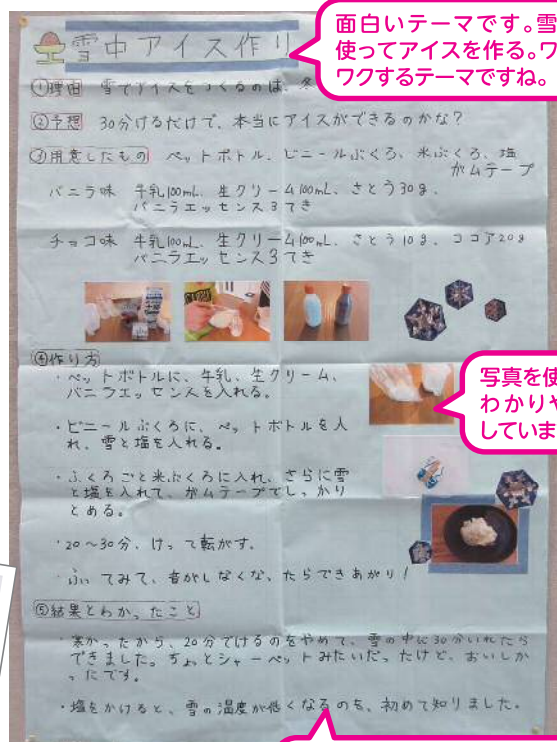 雪中アイス作り
面白いテーマです。雪
使ってアイスを作る。ワ
ワクするテーマですね。
①理由 雪でアイスをつくるのは、冬
②予想 30分けるだけで、本当にアイスができるのかな?
③用意したもの ペットボトル、ビニールぶくろ、米ぶくろ、塩
ガムテープ
バニラ味 牛乳100mL、生クリーム100mL、さとう30g、
バニラエッセンス3てき
チョコ味 牛乳100mL、生クリーム100mL、さとう10g、ココア20g
バニラエッセンス3てき
④作り方
・ペットボトルに、牛乳、生クリーム、
バニラエッセンスを入れる。
写真を使
わかりや
していま
・ビニールぶくろに、ペットボトルを入
れ、雪と塩を入れる。
・ふくろごと米ぶくろに入れ、さらに雪
と塩を入れて、ガムテープでしっかり
とめる。
・20〜30分、けって転がす。
・ふってみて、音がしなくなったらできあがり!
⑤結果とわかったこと
・寒かったから、20分でけるのをやめて、雪の中に30分いれたら
できました。ちょっとシャーベットみたいだったけど、おいしか
ったです。
・塩をかけると、雪の温度が低くなるのを、初めて知りました。